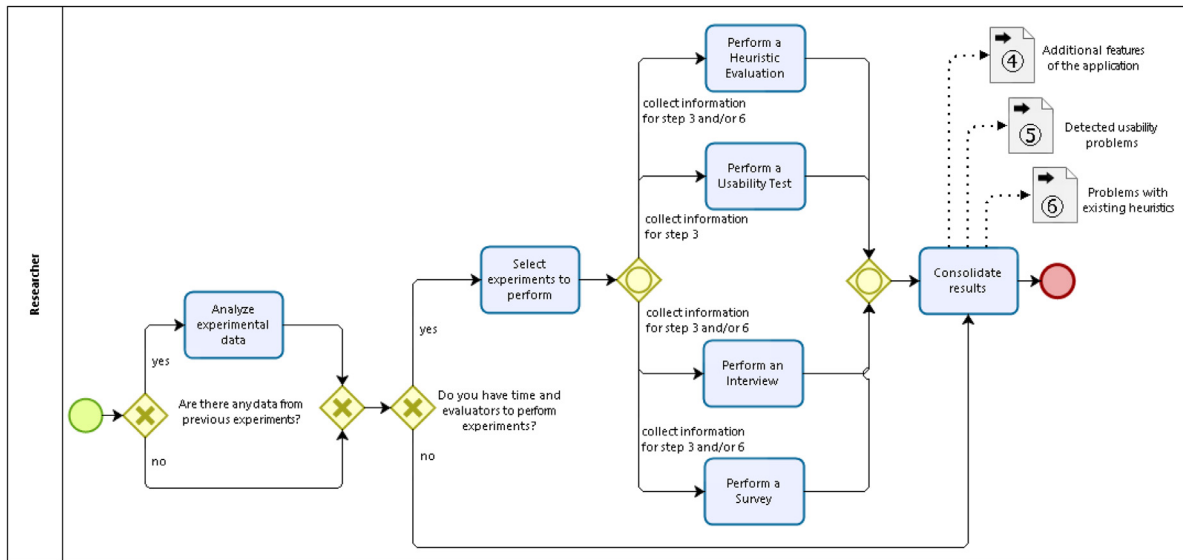 Researcher
Are there any data from
previous experiments?
yes
no
Analyze
experimental
data
Do you have time and
evaluators to perform
experiments?
yes
no
Select
experiments to
perform
collect information
for step 3 and/or 6
Perform a
Heuristic
Evaluation
collect information
for step 3
Perform a
Usability Test
collect information
for step 3 and/or 6
Perform an
Interview
collect information
for step 3 and/or 6
Perform a
Survey
Consolidate
results
4
Additional features
of the application
5
Detected usability
problems
6
Problems with
existing heuristics